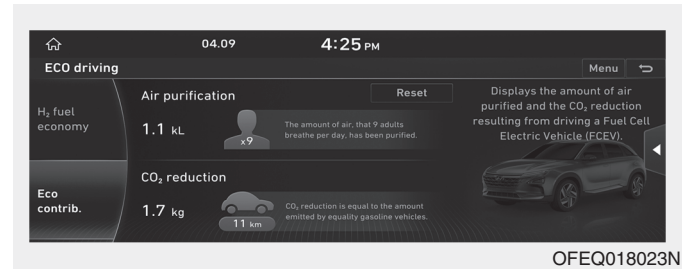 04.09
4:25 PM
ECO driving
Menu
H₂ fuel
economy
Eco
contrib.
Air purification
Reset
1.1 kL
x9
The amount of air, that 9 adults
breathe per day, has been purified.
CO₂ reduction
1.7 kg
11 km
CO₂ reduction is equal to the amount
emitted by equality gasoline vehicles.
Displays the amount of air
purified and the CO₂ reduction
resulting from driving a Fuel Cell
Electric Vehicle (FCEV).
OFEQ018023N